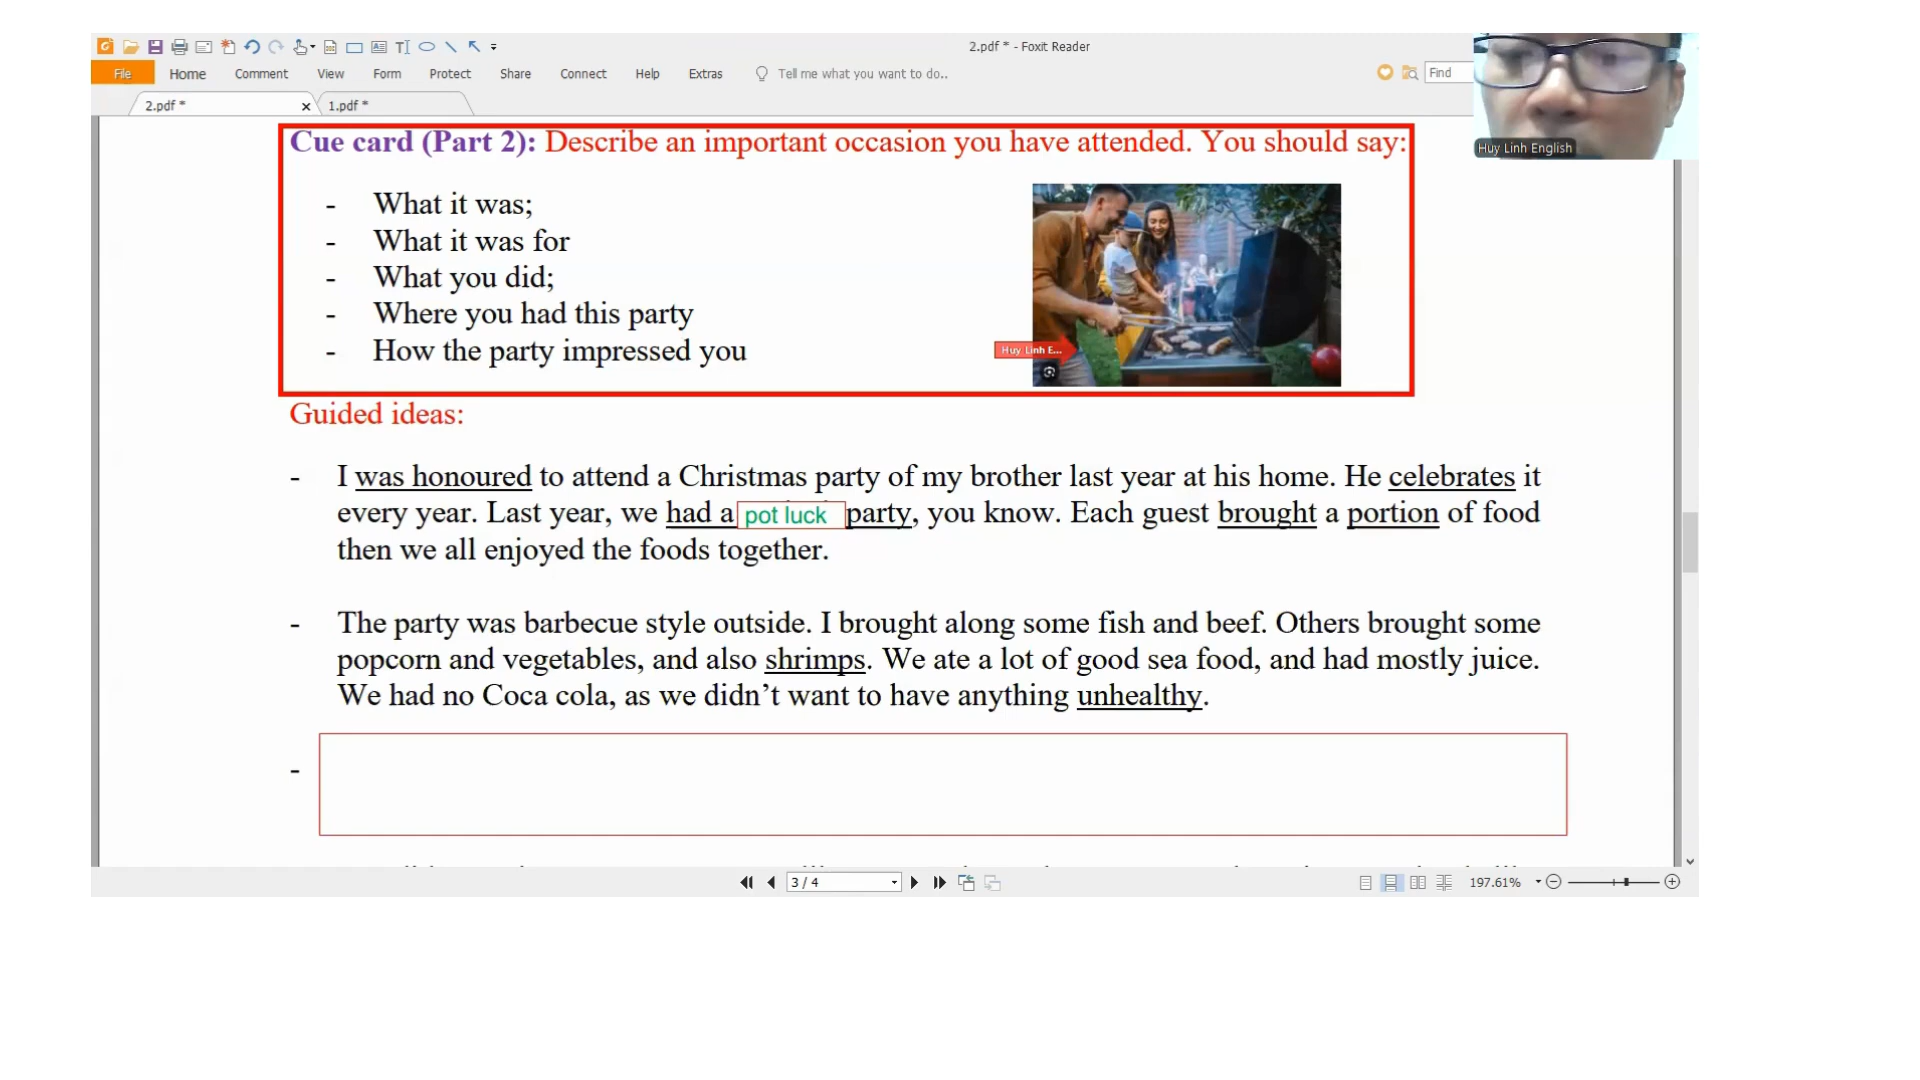 2.pdf * - Foxit Reader
File Home Comment View Form Protect Share Connect Help Extras Tell me what you want to do.. Find
2.pdf * x 1.pdf *
Huy Linh English
Cue card (Part 2): Describe an important occasion you have attended. You should say:
- What it was;
- What it was for
- What you did;
- Where you had this party
- How the party impressed you
Huy Linh E...
Guided ideas:
- I was honoured to attend a Christmas party of my brother last year at his home. He celebrates it
every year. Last year, we had a pot luck party, you know. Each guest brought a portion of food
then we all enjoyed the foods together.
- The party was barbecue style outside. I brought along some fish and beef. Others brought some
popcorn and vegetables, and also shrimps. We ate a lot of good sea food, and had mostly juice.
We had no Coca cola, as we didn't want to have anything unhealthy.
-
3 / 4 197.61%